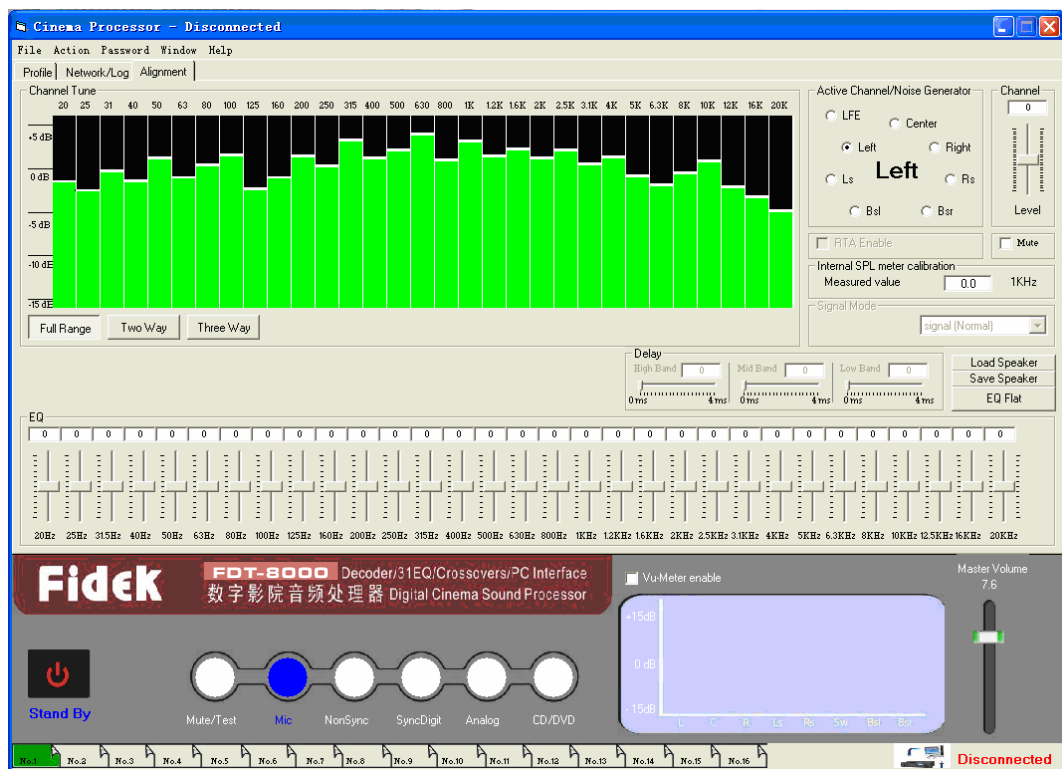 Cinema Processor - Disconnected
File Action Password Window Help
Profile Network/Log Alignment
Channel Tune
20 25 31 40 50 63 80 100 125 160 200 250 315 400 500 630 800 1K 1.2K 1.6K 2K 2.5K 3.1K 4K 5K 6.3K 8K 10K 12K 16K 20K
+5 dB
0 dB
-5 dB
-10 dB
-15 dB
Full Range Two Way Three Way
Active Channel/Noise Generator
LFE Center
Left Right
Left
Ls Rs
Bsl Bsr
Channel
0
Level
RTA Enable
Mute
Internal SPL meter calibration
Measured value 0.0 1KHz
Signal Mode
signal (Normal)
Delay
High Band 0 Mid Band 0 Low Band 0
0ms 4ms 0ms 4ms 0ms 4ms
Load Speaker
Save Speaker
EQ Flat
EQ
0 0 0 0 0 0 0 0 0 0 0 0 0 0 0 0 0 0 0 0 0 0 0 0 0 0 0 0 0 0 0
20Hz 25Hz 31.5Hz 40Hz 50Hz 63Hz 80Hz 100Hz 125Hz 160Hz 200Hz 250Hz 315Hz 400Hz 500Hz 630Hz 800Hz 1KHz 1.2KHz 1.6KHz 2KHz 2.5KHz 3.1KHz 4KHz 5KHz 6.3KHz 8KHz 10KHz 12.5KHz 16KHz 20KHz
Fidek
FDT-8000 Decoder/31EQ/Crossovers/PC Interface
数字影院音频处理器 Digital Cinema Sound Processor
Vu-Meter enable
Master Volume
7.6
+15dB
0 dB
-15dB
L C R Ls Rs Sw Bsl Bsr
Stand By
Mute/Test Mic NonSync SyncDigit Analog CD/DVD
No.1 No.2 No.3 No.4 No.5 No.6 No.7 No.8 No.9 No.10 No.11 No.12 No.13 No.14 No.15 No.16
Disconnected